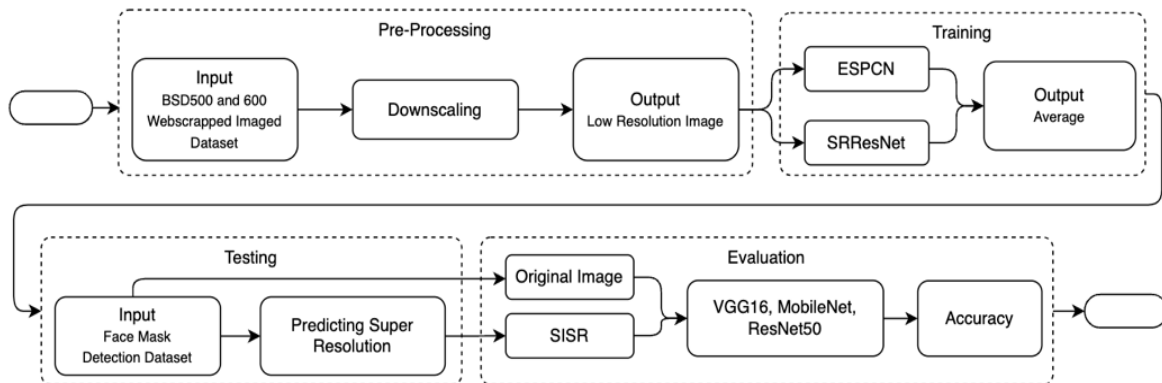 Pre-Processing
Input
BSD500 and 600
Webscrapped Imaged
Dataset
Downscaling
Output
Low Resolution Image
Training
ESPCN
SRResNet
Output
Average
Testing
Input
Face Mask
Detection Dataset
Predicting Super
Resolution
Evaluation
Original Image
SISR
VGG16, MobileNet,
ResNet50
Accuracy